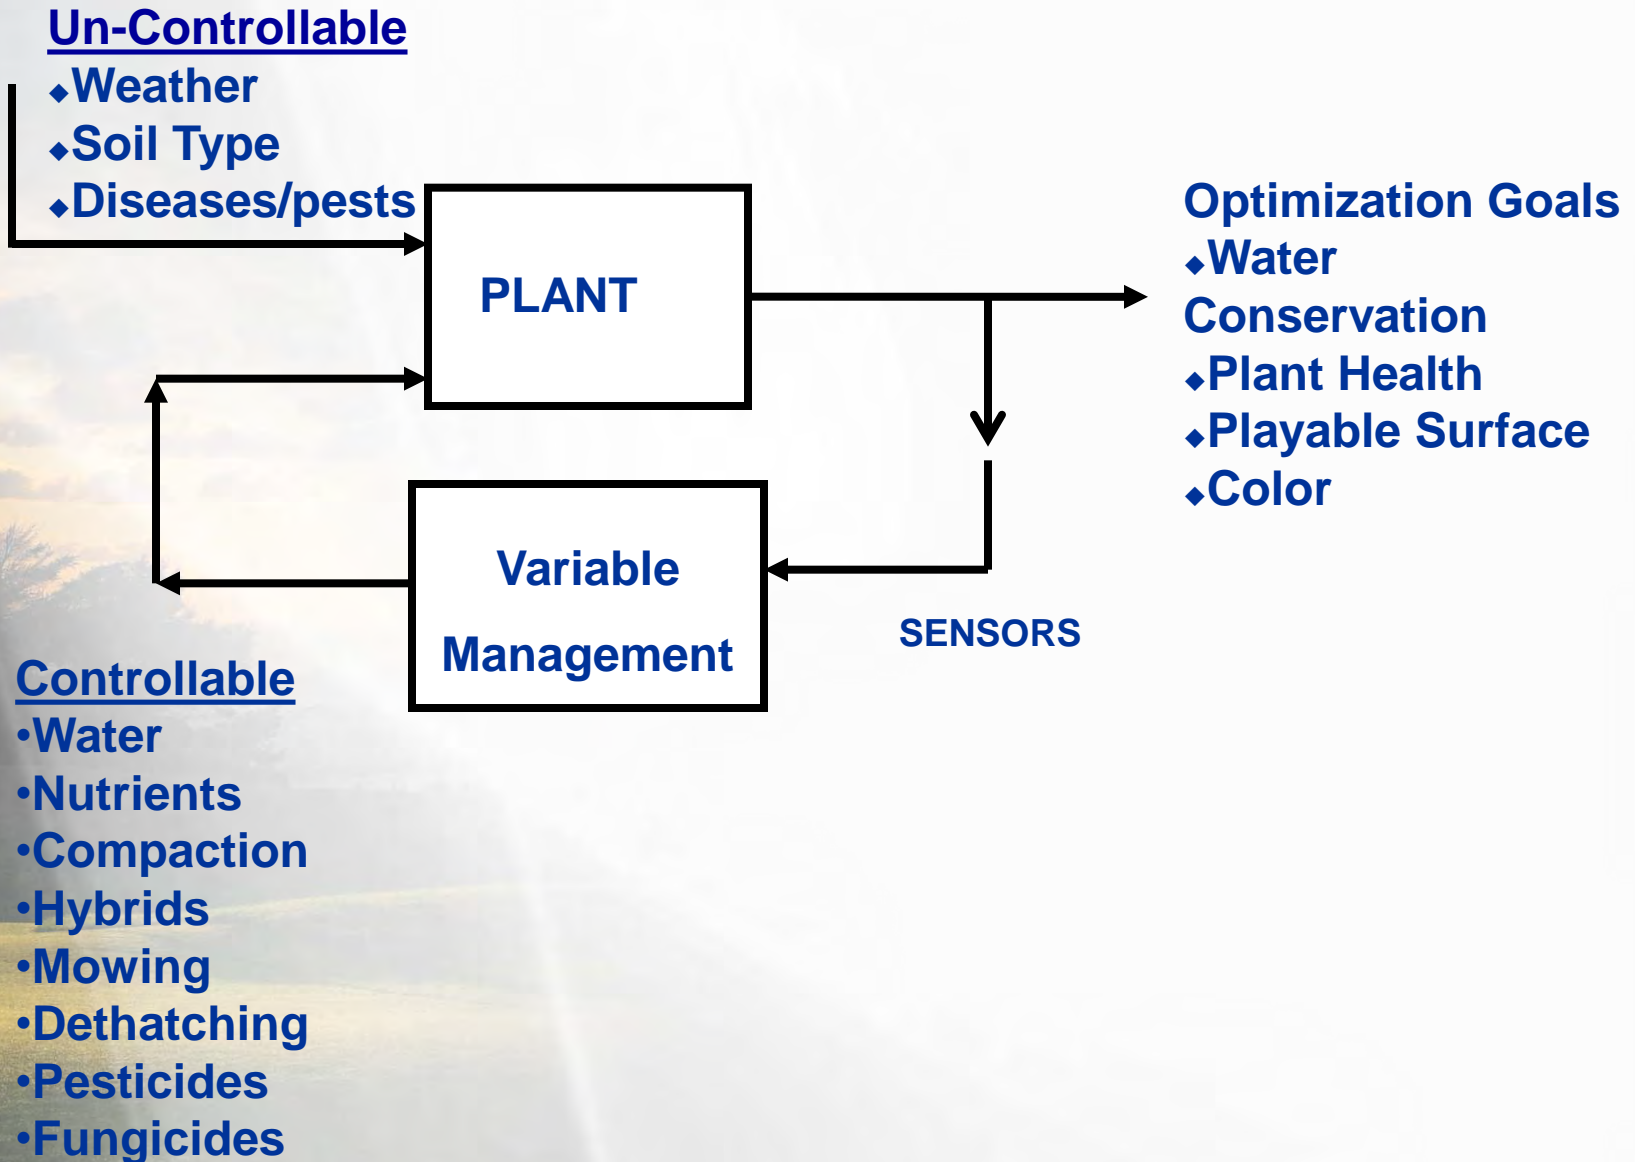 Un-Controllable
◆Weather
◆Soil Type
◆Diseases/pests
PLANT
Optimization Goals
◆Water
Conservation
◆Plant Health
◆Playable Surface
◆Color
Variable
Management
SENSORS
Controllable
•Water
•Nutrients
•Compaction
•Hybrids
•Mowing
•Dethatching
•Pesticides
•Fungicides